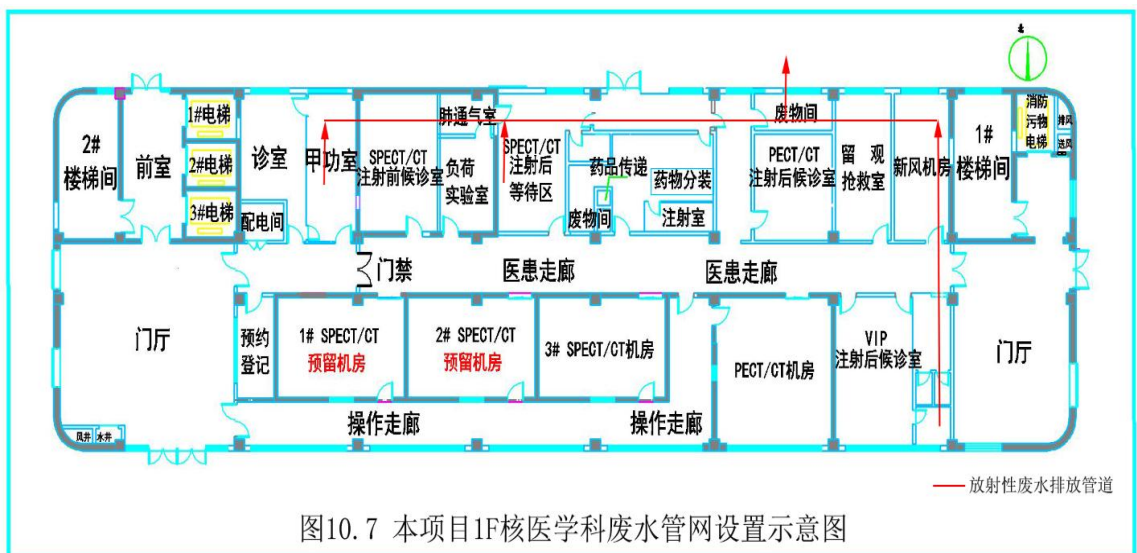 北
2#
楼梯间
前室
1#电梯
2#电梯
3#电梯
诊室
配电间
甲功室
SPECT/CT
注射前候诊室
肺通气室
负荷
实验室
SPECT/CT
注射后
等待区
废物间
药品传递
药物分装
注射室
废物间
PECT/CT
注射后候诊室
留观
抢救室
新风机房
1#
楼梯间
消防
污物
电梯
排风
送风
门禁
医患走廊
医患走廊
门厅
预约
登记
1# SPECT/CT
预留机房
2# SPECT/CT
预留机房
3# SPECT/CT机房
PECT/CT机房
VIP
注射后候诊室
门厅
操作走廊
操作走廊
风井
水井
放射性废水排放管道
图10.7 本项目1F核医学科废水管网设置示意图